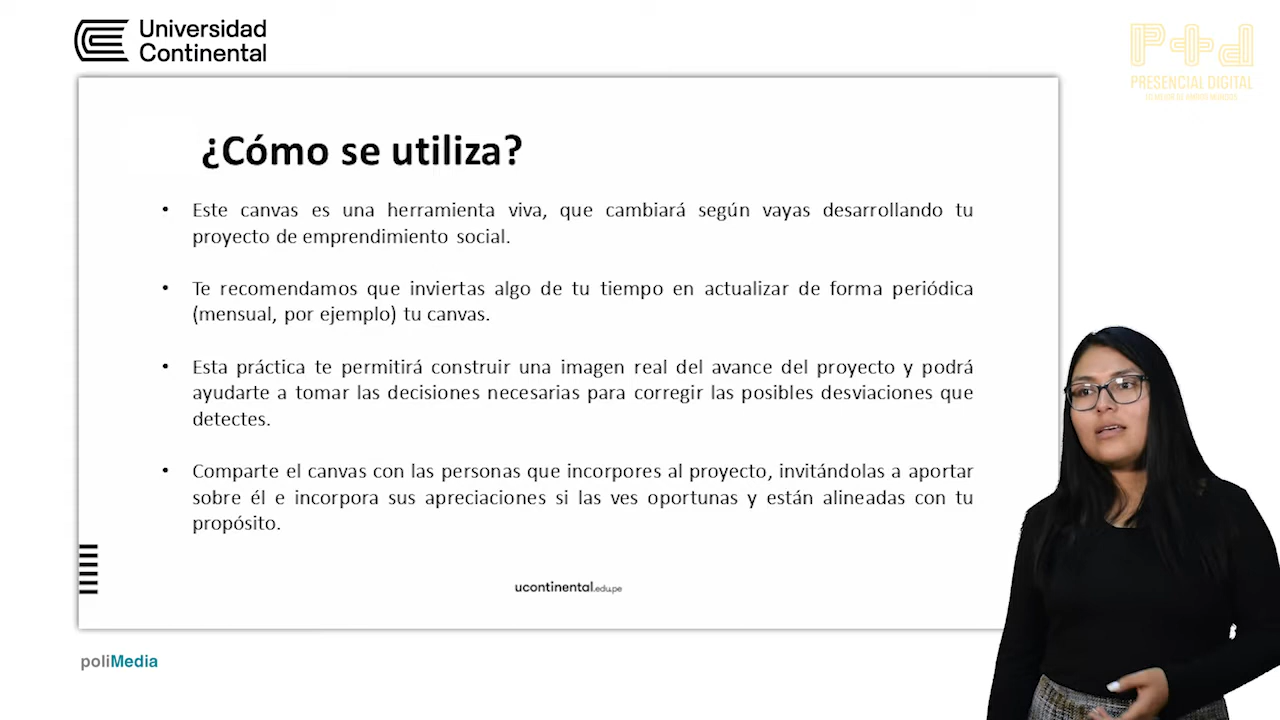 Universidad
Continental
P+d
PRESENCIAL DIGITAL
¿Cómo se utiliza?
• Este canvas es una herramienta viva, que cambiará según vayas desarrollando tu
proyecto de emprendimiento social.
• Te recomendamos que inviertas algo de tu tiempo en actualizar de forma periódica
(mensual, por ejemplo) tu canvas.
• Esta práctica te permitirá construir una imagen real del avance del proyecto y podrá
ayudarte a tomar las decisiones necesarias para corregir las posibles desviaciones que
detectes.
• Comparte el canvas con las personas que incorpores al proyecto, invitándolas a aportar
sobre él e incorpora sus apreciaciones si las ves oportunas y están alineadas con tu
propósito.
ucontinental.edu.pe
poliMedia